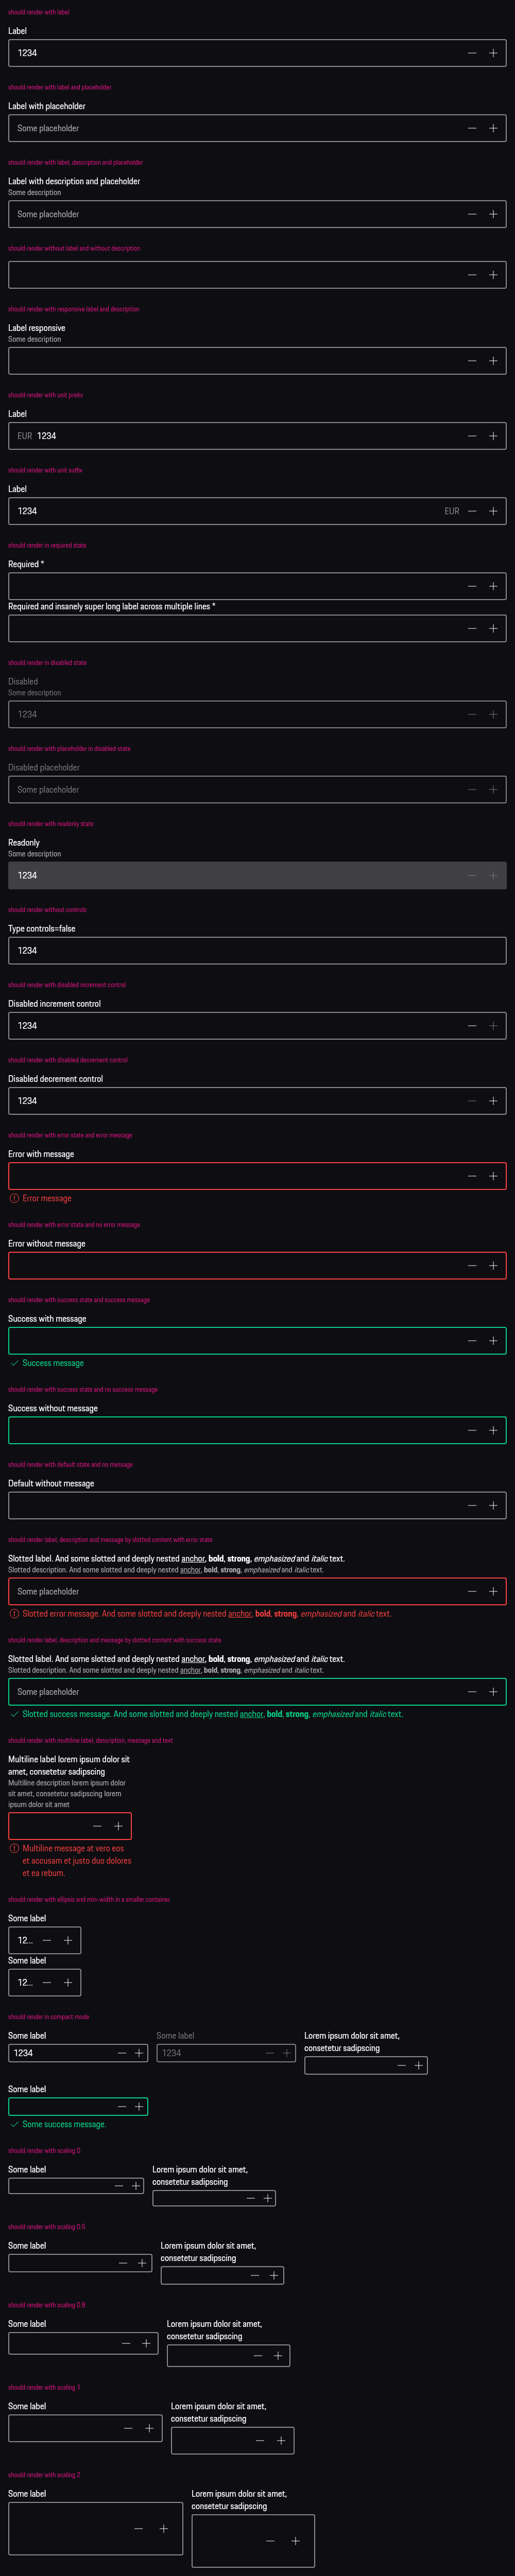 should render with label
Label
1234
should render with label and placeholder
Label with placeholder
Some placeholder
should render with label, description and placeholder
Label with description and placeholder
Some description
Some placeholder
should render without label and without description
should render with responsive label and description
Label responsive
Some description
should render with unit prefix
Label
EUR 1234
should render with unit suffix
Label
1234 EUR
should render in required state
Required *
Required and insanely super long label across multiple lines *
should render in disabled state
Disabled
Some description
1234
should render with placeholder in disabled state
Disabled placeholder
Some placeholder
should render with readonly state
Readonly
Some description
1234
should render without controls
Type controls=false
1234
should render with disabled increment control
Disabled increment control
1234
should render with disabled decrement control
Disabled decrement control
1234
should render with error state and error message
Error with message
Error message
should render with error state and no error message
Error without message
should render with success state and success message
Success with message
Success message
should render with success state and no success message
Success without message
should render with default state and no message
Default without message
should render label, description and message by slotted content with error state
Slotted label. And some slotted and deeply nested anchor, bold, strong, emphasized and italic text.
Slotted description. And some slotted and deeply nested anchor, bold, strong, emphasized and italic text.
Some placeholder
Slotted error message. And some slotted and deeply nested anchor, bold, strong, emphasized and italic text.
should render label, description and message by slotted content with success state
Slotted label. And some slotted and deeply nested anchor, bold, strong, emphasized and italic text.
Slotted description. And some slotted and deeply nested anchor, bold, strong, emphasized and italic text.
Some placeholder
Slotted success message. And some slotted and deeply nested anchor, bold, strong, emphasized and italic text.
should render with multiline label, description, message and text
Multiline label lorem ipsum dolor sit
amet, consetetur sadipscing
Multiline description lorem ipsum dolor
sit amet, consetetur sadipscing lorem
ipsum dolor sit amet
Multiline message at vero eos
et accusam et justo duo dolores
et ea rebum.
should render with ellipsis and min-width in a smaller container
Some label
12...
Some label
12...
should render in compact mode
Some label
1234
Some label
1234
Lorem ipsum dolor sit amet,
consetetur sadipscing
Some label
Some success message.
should render with scaling 0
Some label
Lorem ipsum dolor sit amet,
consetetur sadipscing
should render with scaling 0.5
Some label
Lorem ipsum dolor sit amet,
consetetur sadipscing
should render with scaling 0.8
Some label
Lorem ipsum dolor sit amet,
consetetur sadipscing
should render with scaling 1
Some label
Lorem ipsum dolor sit amet,
consetetur sadipscing
should render with scaling 2
Some label
Lorem ipsum dolor sit amet,
consetetur sadipscing